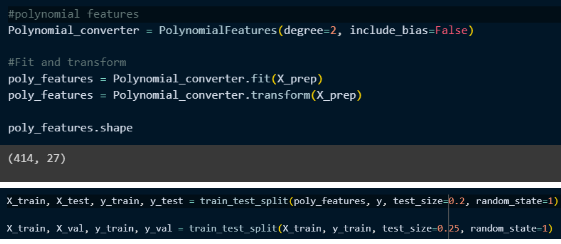 #polynomial features
Polynomial_converter = PolynomialFeatures(degree=2, include_bias=False)
#Fit and transform
poly_features = Polynomial_converter.fit(X_prep)
poly_features = Polynomial_converter.transform(X_prep)
poly_features.shape
(414, 27)
X_train, X_test, y_train, y_test = train_test_split(poly_features, y, test_size=0.2, random_state=1)
X_train, X_val, y_train, y_val = train_test_split(X_train, y_train, test_size=0.25, random_state=1)